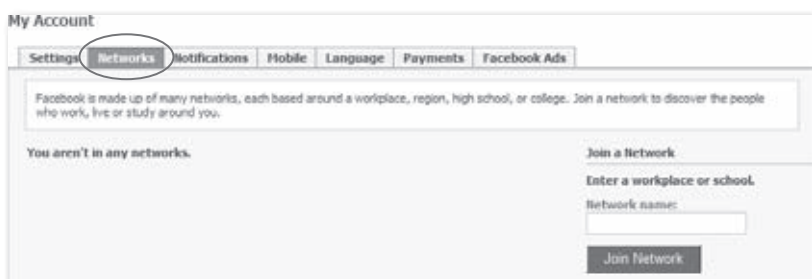 My Account
Settings Networks Notifications Mobile Language Payments Facebook Ads
Facebook is made up of many networks, each based around a workplace, region, high school, or college. Join a network to discover the people
who work, live or study around you.
You aren't in any networks.
Join a Network
Enter a workplace or school.
Network name:
Join Network